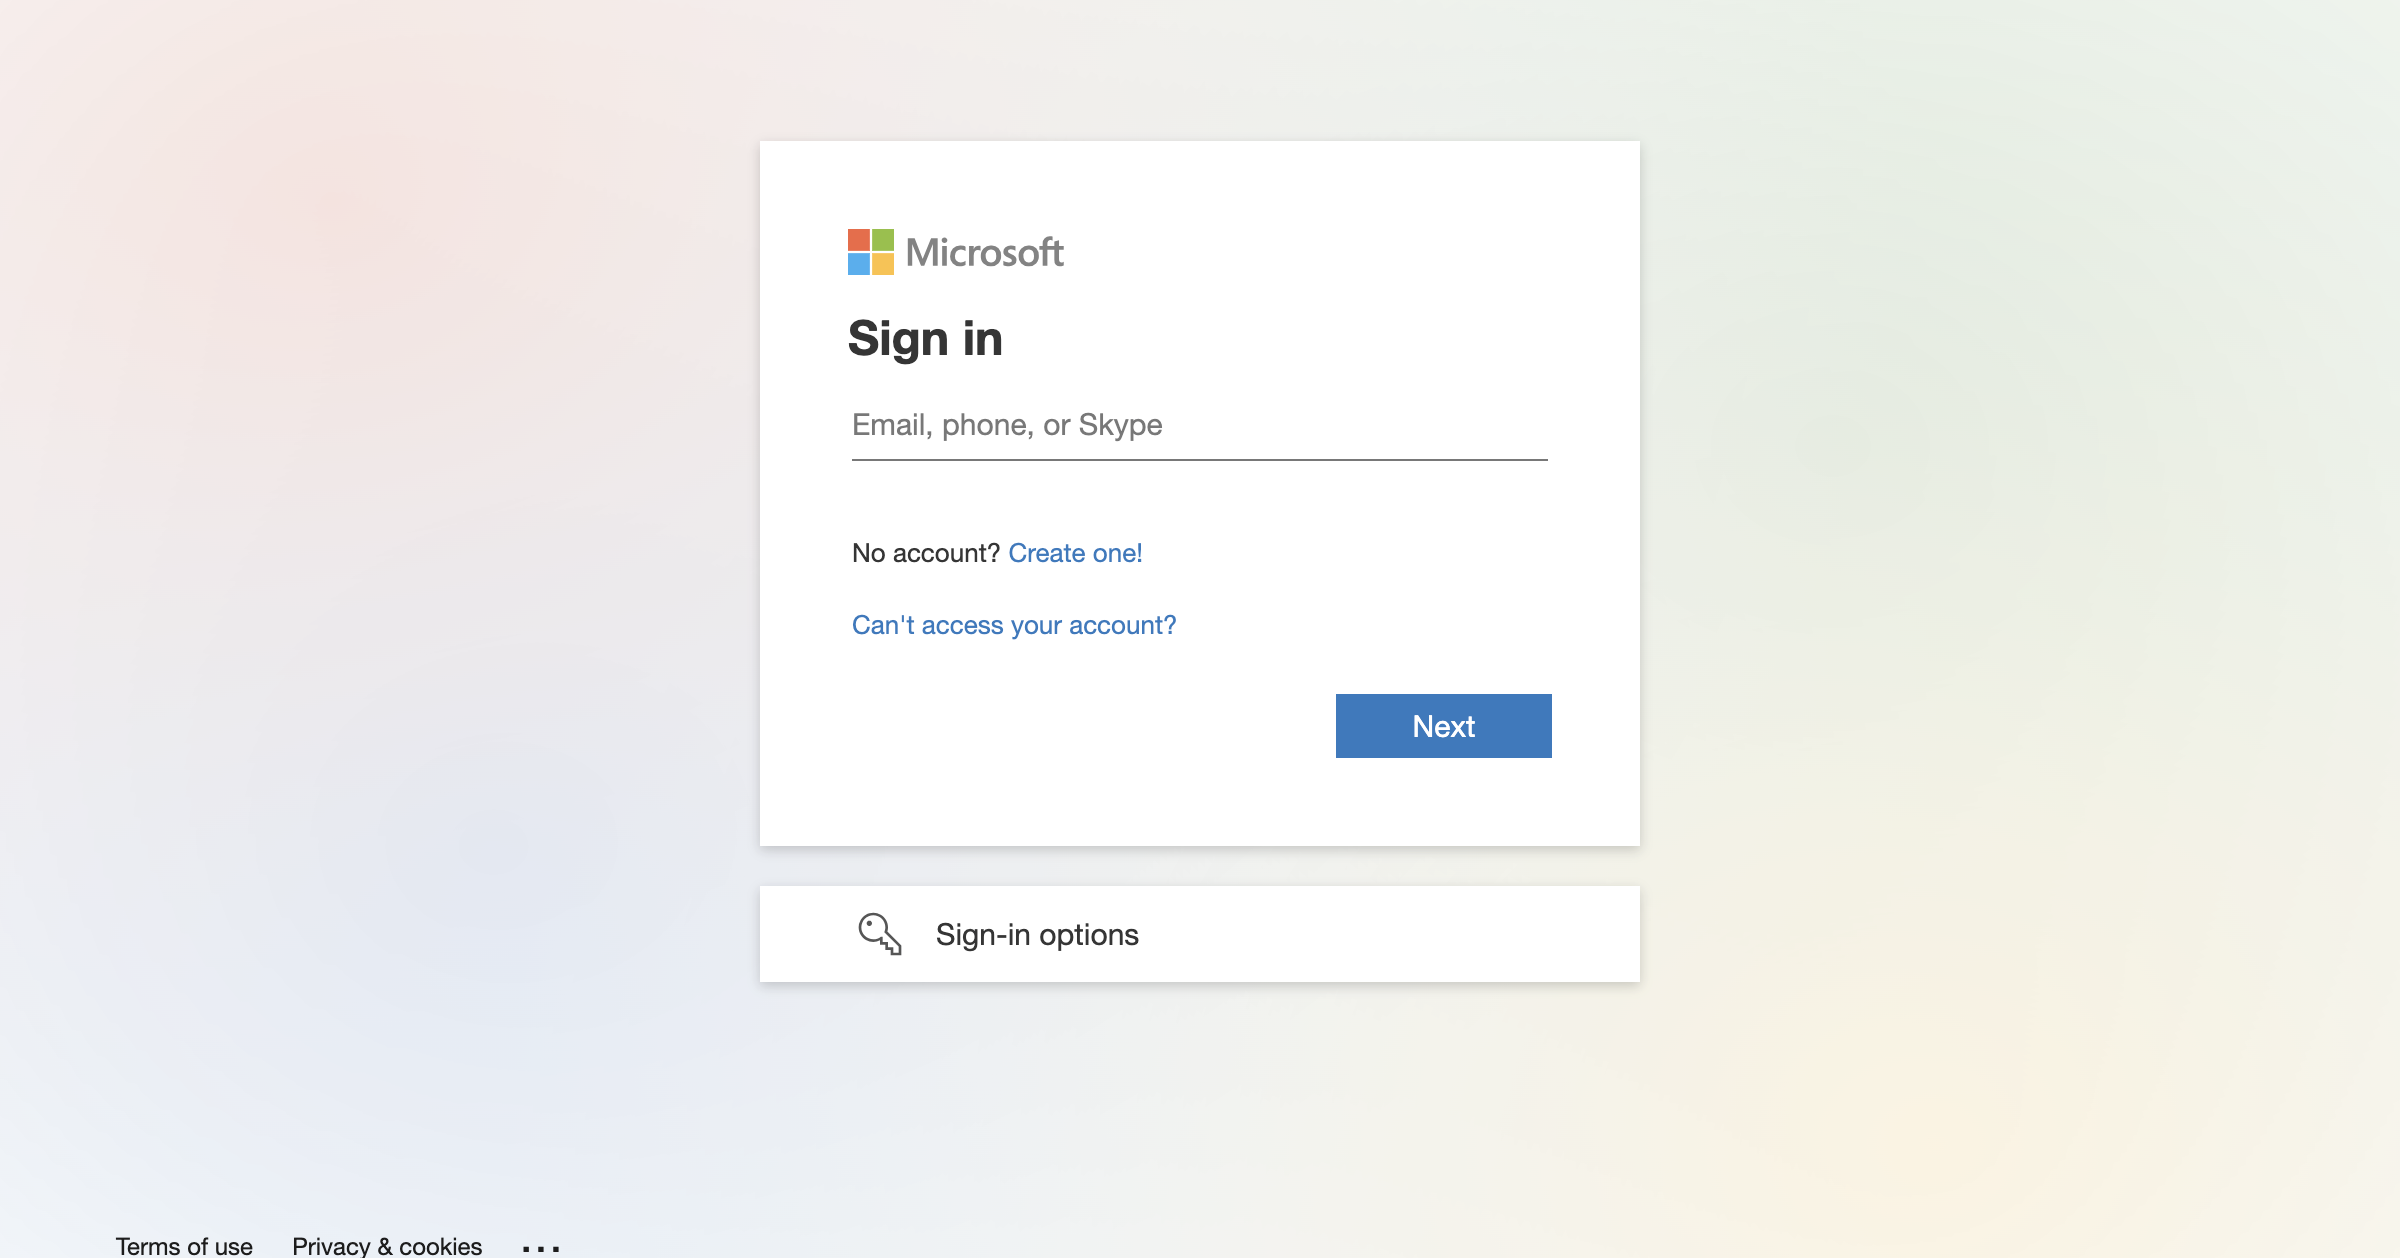 Microsoft
Sign in
Email, phone, or Skype
No account? Create one!
Can't access your account?
Next
Sign-in options
Terms of use Privacy & cookies ...